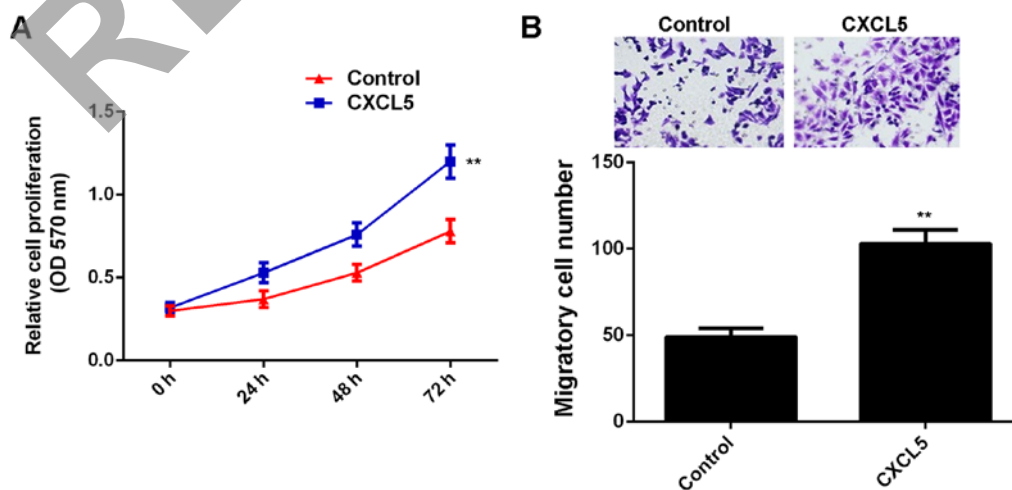 A
Control
CXCL5
Relative cell proliferation
(OD 570 nm)
1.5
1.0
0.5
0.0
**
0 h
24 h
48 h
72 h
B
Control
CXCL5
Migratory cell number
150
100
50
0
**
Control
CXCL5